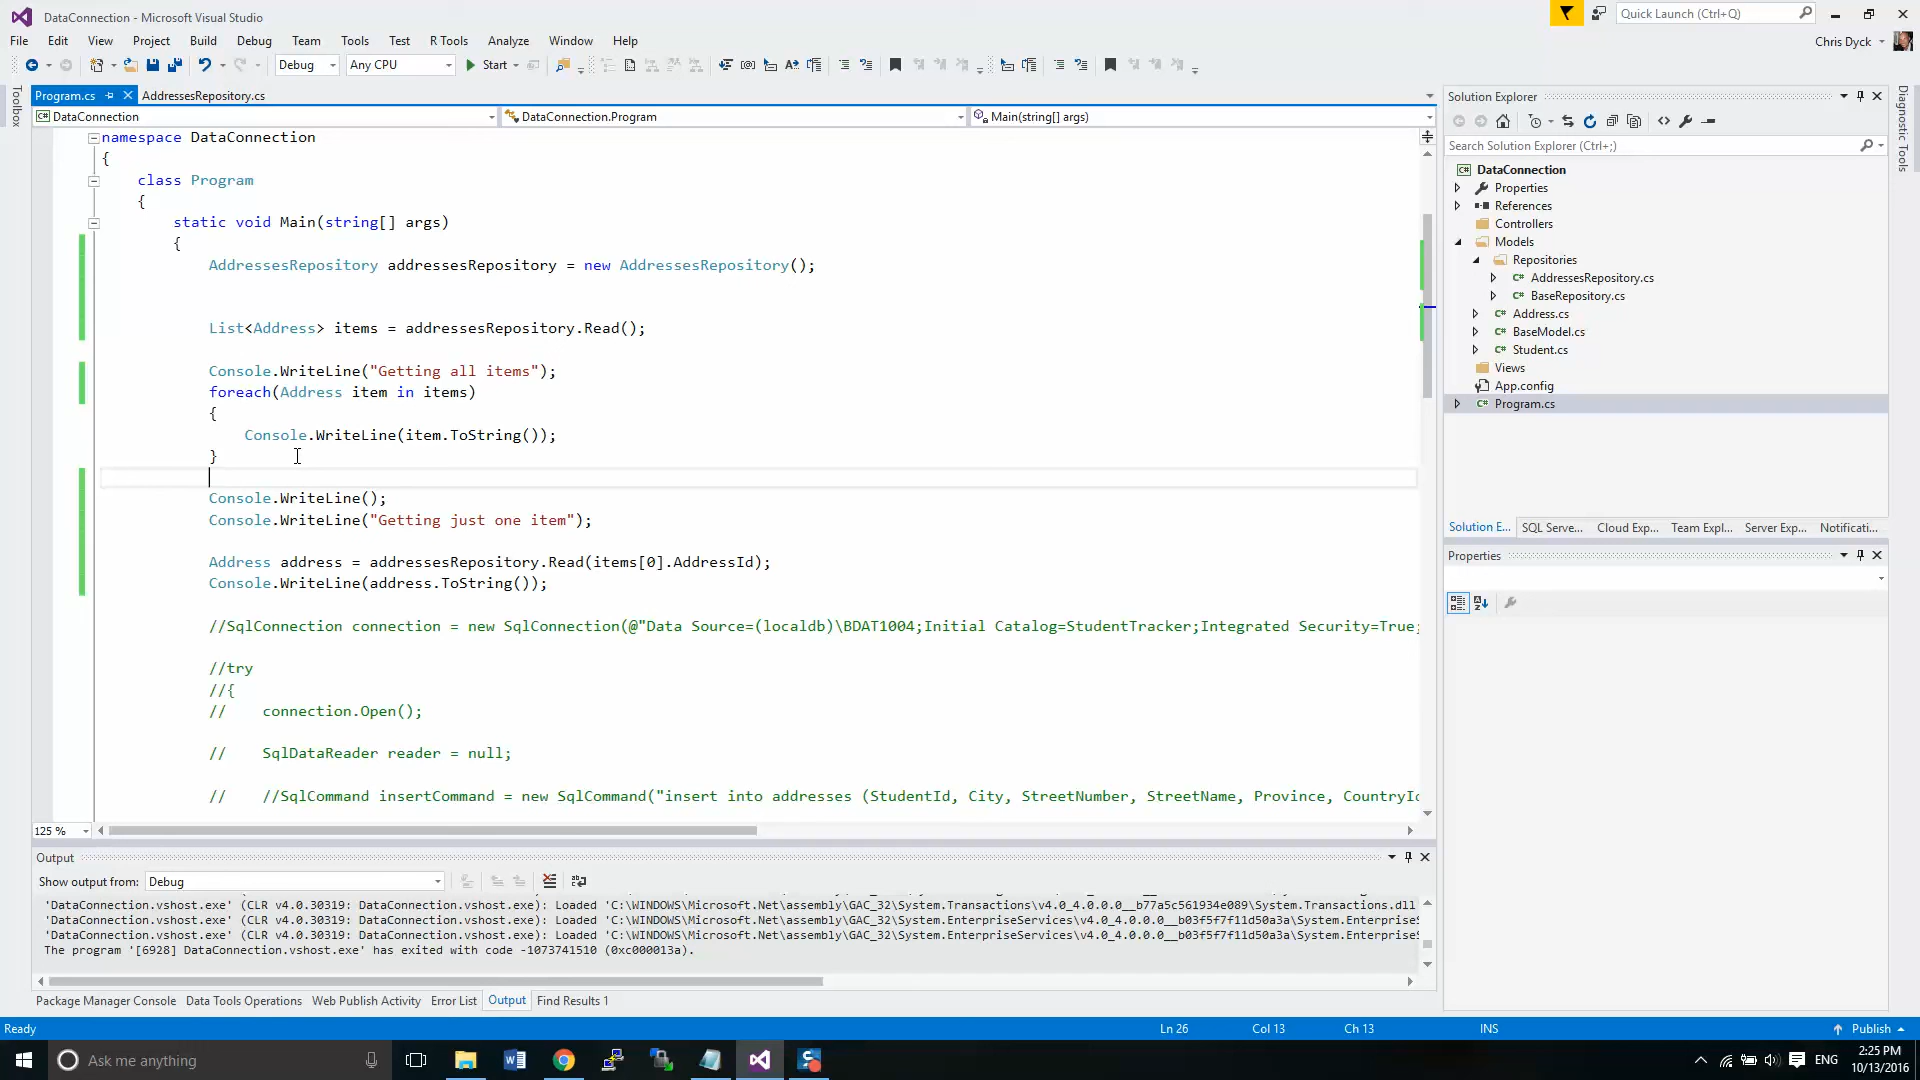 DataConnection - Microsoft Visual Studio
Quick Launch (Ctrl+Q)
File Edit View Project Build Debug Team Tools Test R Tools Analyze Window Help
Chris Dyck
Debug Any CPU Start
Toolbox
Program.cs AddressesRepository.cs
DataConnection DataConnection.Program Main(string[] args)
namespace DataConnection
{
class Program
{
static void Main(string[] args)
{
AddressesRepository addressesRepository = new AddressesRepository();
List<Address> items = addressesRepository.Read();
Console.WriteLine("Getting all items");
foreach(Address item in items)
{
Console.WriteLine(item.ToString());
}
Console.WriteLine();
Console.WriteLine("Getting just one item");
Address address = addressesRepository.Read(items[0].AddressId);
Console.WriteLine(address.ToString());
//SqlConnection connection = new SqlConnection(@"Data Source=(localdb)\BDAT1004;Initial Catalog=StudentTracker;Integrated Security=True;
//try
//{
// connection.Open();
// SqlDataReader reader = null;
// //SqlCommand insertCommand = new SqlCommand("insert into addresses (StudentId, City, StreetNumber, StreetName, Province, CountryId
125 %
Solution Explorer
Search Solution Explorer (Ctrl+;)
DataConnection
Properties
References
Controllers
Models
Repositories
AddressesRepository.cs
BaseRepository.cs
Address.cs
BaseModel.cs
Student.cs
Views
App.config
Program.cs
Solution E... SQL Serve... Cloud Exp... Team Expl... Server Exp... Notificati...
Properties
Diagnostic Tools
Output
Show output from: Debug
'DataConnection.vshost.exe' (CLR v4.0.30319: DataConnection.vshost.exe): Loaded 'C:\WINDOWS\Microsoft.Net\assembly\GAC_32\System.Transactions\v4.0_4.0.0.0__b77a5c561934e089\System.Transactions.dll
'DataConnection.vshost.exe' (CLR v4.0.30319: DataConnection.vshost.exe): Loaded 'C:\WINDOWS\Microsoft.Net\assembly\GAC_32\System.EnterpriseServices\v4.0_4.0.0.0__b03f5f7f11d50a3a\System.EnterpriseS
'DataConnection.vshost.exe' (CLR v4.0.30319: DataConnection.vshost.exe): Loaded 'C:\WINDOWS\Microsoft.Net\assembly\GAC_32\System.EnterpriseServices\v4.0_4.0.0.0__b03f5f7f11d50a3a\System.EnterpriseS
The program '[6928] DataConnection.vshost.exe' has exited with code -1073741510 (0xc000013a).
Package Manager Console Data Tools Operations Web Publish Activity Error List Output Find Results 1
Ready Ln 26 Col 13 Ch 13 INS Publish
Ask me anything
ENG
2:25 PM
10/13/2016